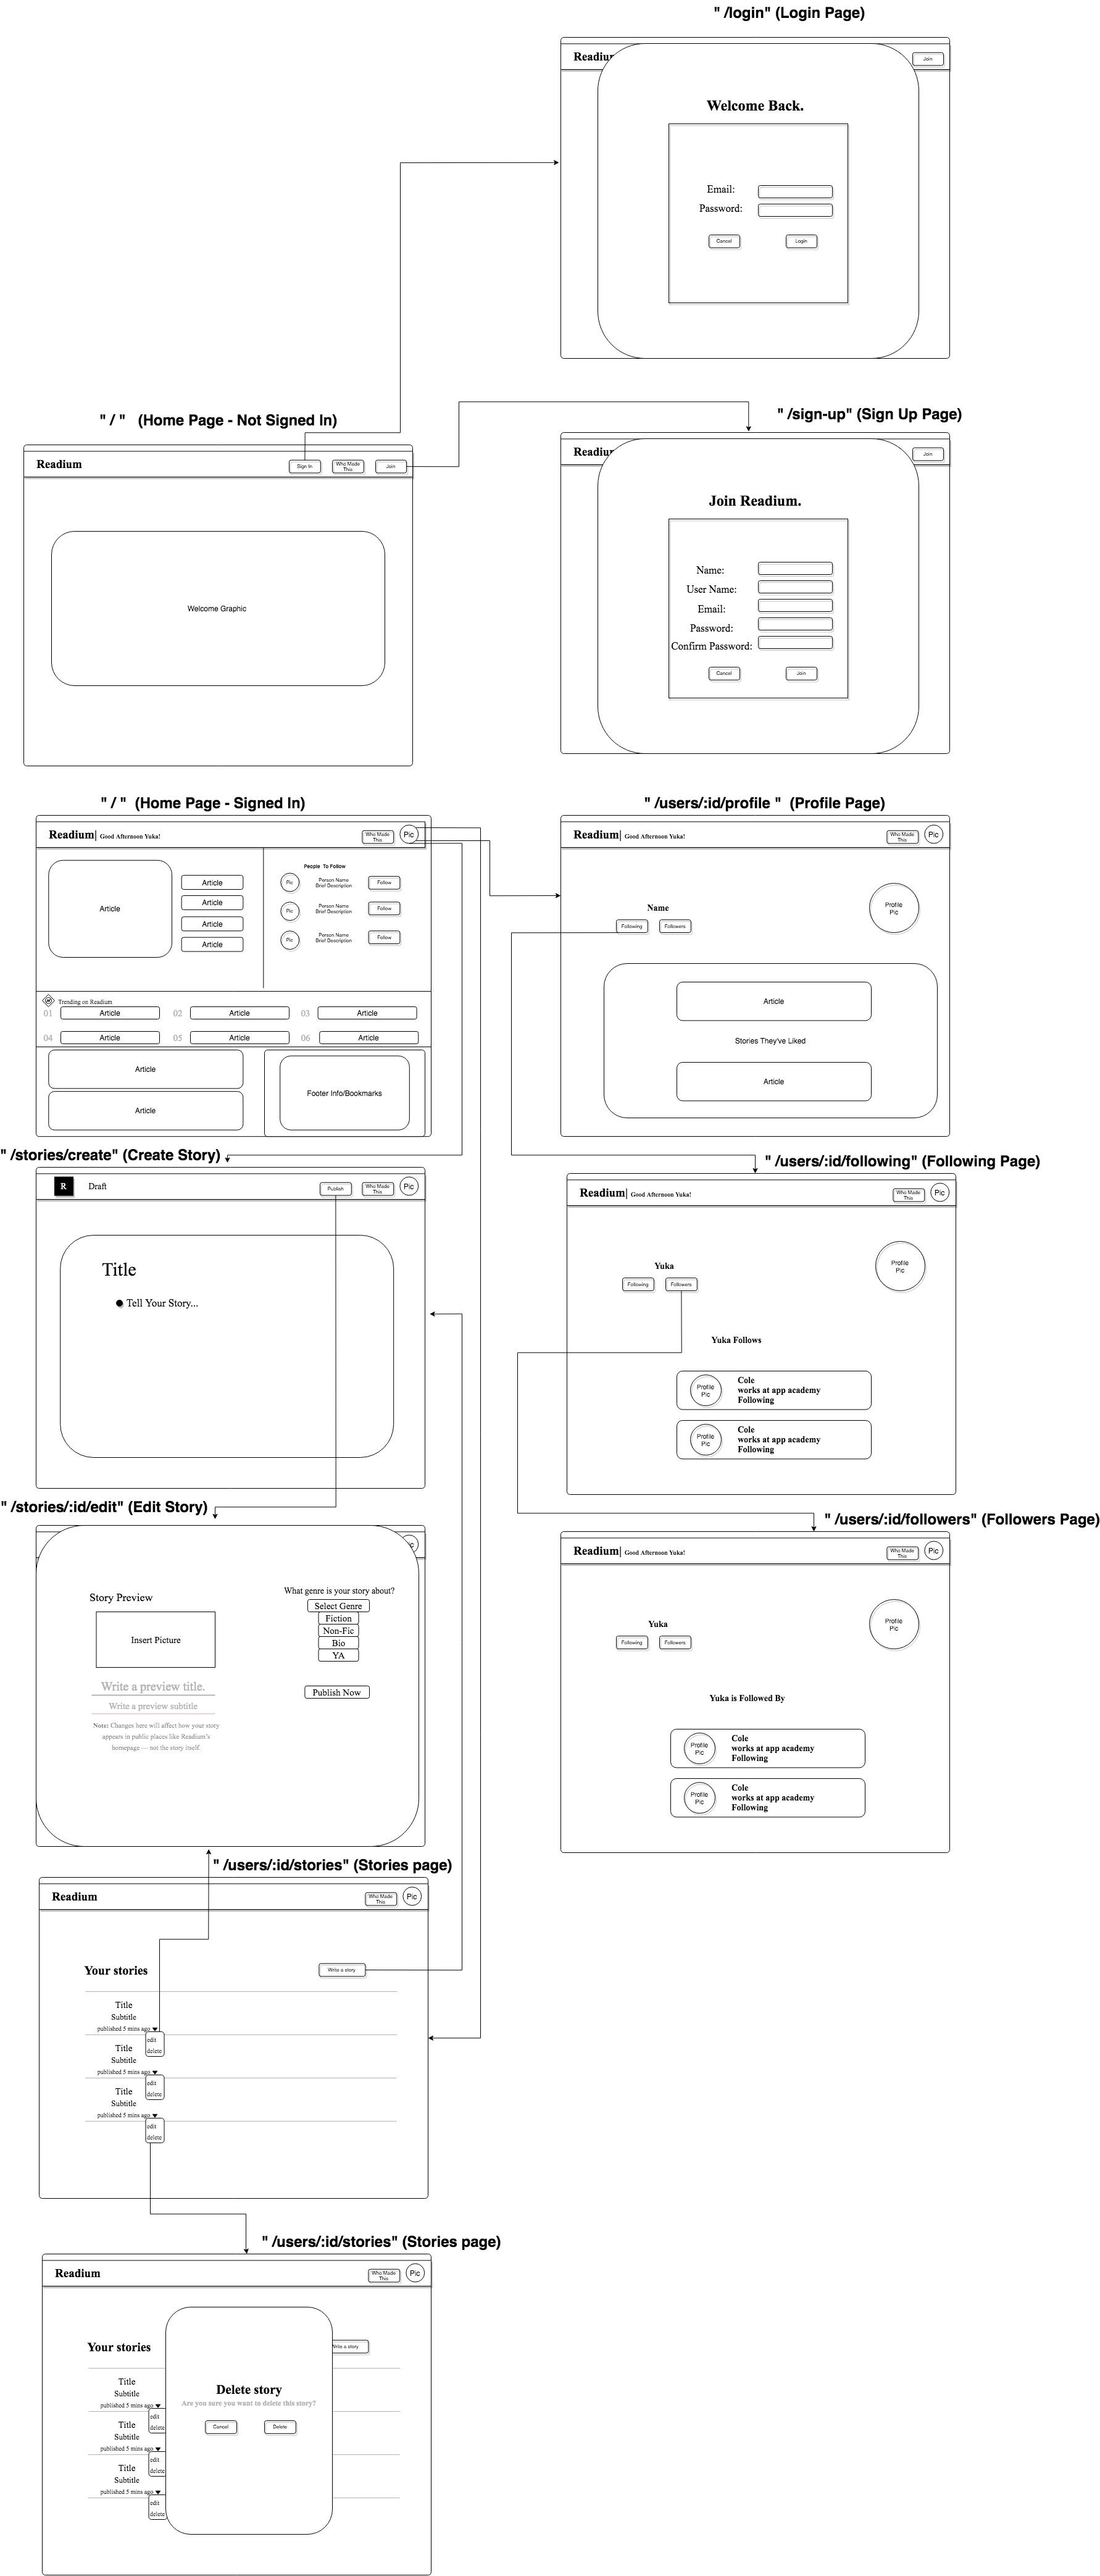 " /login" (Login Page)
Readium
Join
Welcome Back.
Email:
Password:
Cancel
Login
" / " (Home Page - Not Signed In)
Readium
Sign In
Who Made
This
Join
Welcome Graphic
" /sign-up" (Sign Up Page)
Join
Join Readium.
Name:
User Name:
Email:
Password:
Confirm Password:
Cancel
Join
" / " (Home Page - Signed In)
Readium| Good Afternoon Yuka!
Who Made
This
Pic
Article
Article
Article
Article
Article
People To Follow
Pic
Person Name
Brief Description
Follow
Pic
Person Name
Brief Description
Follow
Pic
Person Name
Brief Description
Follow
Trending on Readium
01
Article
02
Article
03
Article
04
Article
05
Article
06
Article
Article
Article
Footer Info/Bookmarks
" /users/:id/profile " (Profile Page)
Readium| Good Afternoon Yuka!
Who Made
This
Pic
Name
Following
Followers
Profile
Pic
Article
Stories They've Liked
Article
" /stories/create" (Create Story)
R
Draft
Publish
Who Made
This
Pic
Title
Tell Your Story...
" /users/:id/following" (Following Page)
Readium| Good Afternoon Yuka!
Who Made
This
Pic
Yuka
Following
Followers
Profile
Pic
Yuka Follows
Profile
Pic
Cole
works at app academy
Following
Profile
Pic
Cole
works at app academy
Following
" /stories/:id/edit" (Edit Story)
Story Preview
Insert Picture
Write a preview title.
Write a preview subtitle
Note: Changes here will affect how your story
appears in public places like Readium's
homepage — not the story itself.
What genre is your story about?
Select Genre
Fiction
Non-Fic
Bio
YA
Publish Now
" /users/:id/followers" (Followers Page)
Readium| Good Afternoon Yuka!
Who Made
This
Pic
Yuka
Following
Followers
Profile
Pic
Yuka is Followed By
Profile
Pic
Cole
works at app academy
Following
Profile
Pic
Cole
works at app academy
Following
" /users/:id/stories" (Stories page)
Readium
Who Made
This
Pic
Your stories
Write a story
Title
Subtitle
published 5 mins ago
edit
delete
Title
Subtitle
published 5 mins ago
edit
delete
Title
Subtitle
published 5 mins ago
edit
delete
" /users/:id/stories" (Stories page)
Readium
Who Made
This
Pic
Your stories
Write a story
Title
Subtitle
published 5 mins ago
edit
delete
Title
Subtitle
published 5 mins ago
edit
delete
Title
Subtitle
published 5 mins ago
edit
delete
Delete story
Are you sure you want to delete this story?
Cancel
Delete